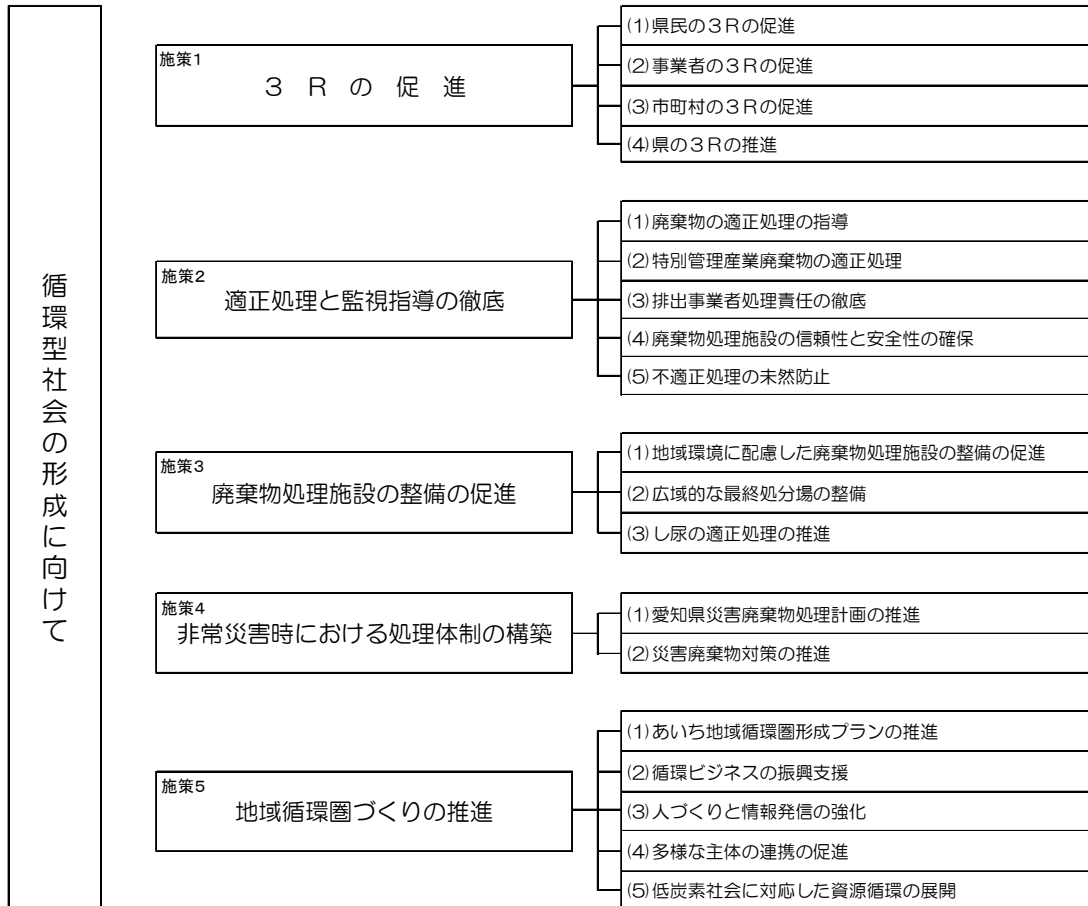 循環型社会の形成に向けて
施策1
３Ｒの促進
(1)県民の３Ｒの促進
(2)事業者の３Ｒの促進
(3)市町村の３Ｒの促進
(4)県の３Ｒの推進
施策2
適正処理と監視指導の徹底
(1)廃棄物の適正処理の指導
(2)特別管理産業廃棄物の適正処理
(3)排出事業者処理責任の徹底
(4)廃棄物処理施設の信頼性と安全性の確保
(5)不適正処理の未然防止
施策3
廃棄物処理施設の整備の促進
(1)地域環境に配慮した廃棄物処理施設の整備の促進
(2)広域的な最終処分場の整備
(3)し尿の適正処理の推進
施策4
非常災害時における処理体制の構築
(1)愛知県災害廃棄物処理計画の推進
(2)災害廃棄物対策の推進
施策5
地域循環圏づくりの推進
(1)あいち地域循環圏形成プランの推進
(2)循環ビジネスの振興支援
(3)人づくりと情報発信の強化
(4)多様な主体の連携の促進
(5)低炭素社会に対応した資源循環の展開